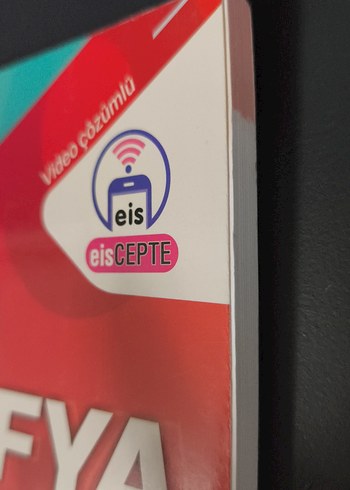 Video çözümlü
eis
eisCEPTE
FYA